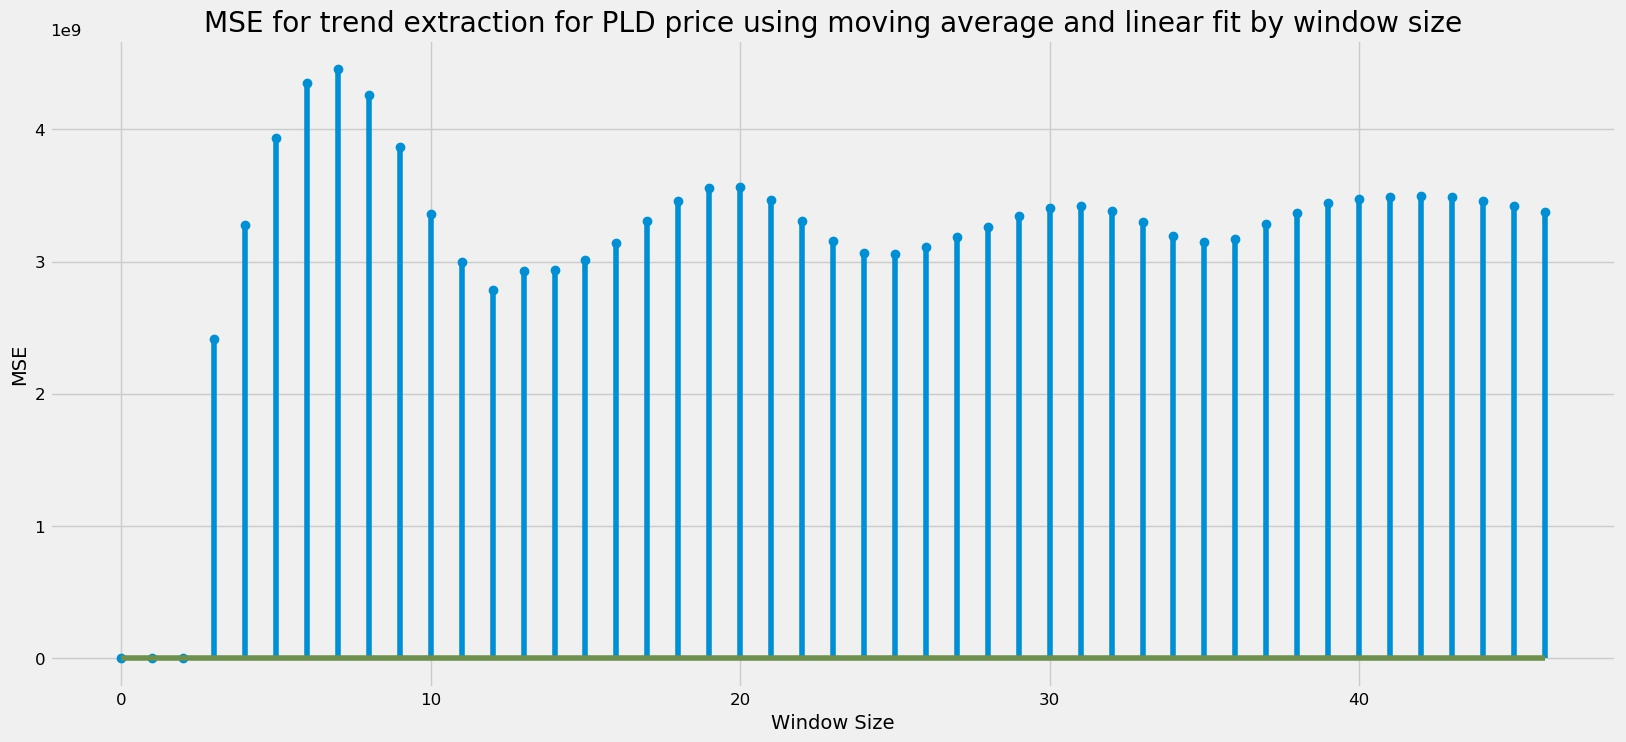 MSE for trend extraction for PLD price using moving average and linear fit by window size
1e9
4
3
2
1
0
MSE
0 10 20 30 40
Window Size